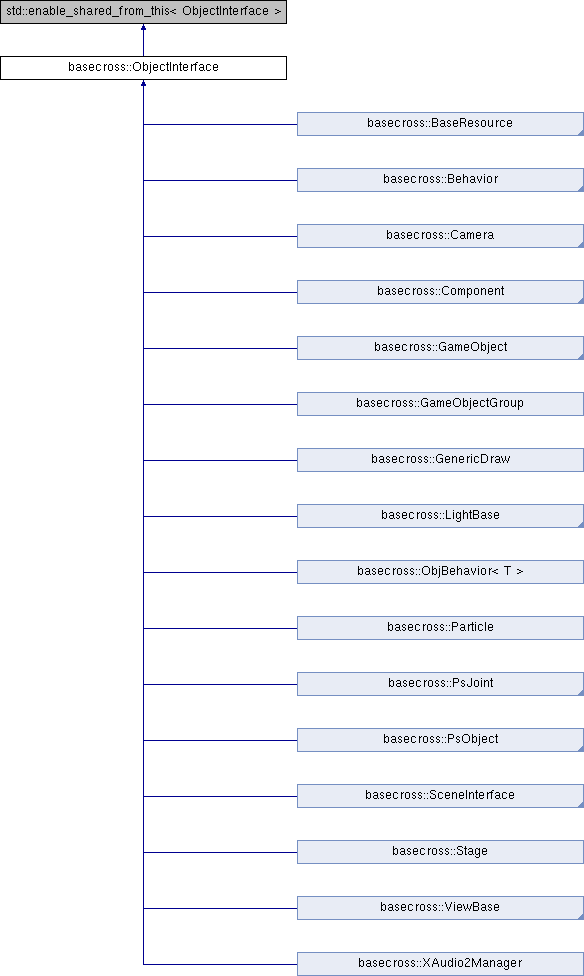 std::enable_shared_from_this< ObjectInterface >
basecross::ObjectInterface
basecross::BaseResource
basecross::Behavior
basecross::Camera
basecross::Component
basecross::GameObject
basecross::GameObjectGroup
basecross::GenericDraw
basecross::LightBase
basecross::ObjBehavior< T >
basecross::Particle
basecross::PsJoint
basecross::PsObject
basecross::SceneInterface
basecross::Stage
basecross::ViewBase
basecross::XAudio2Manager